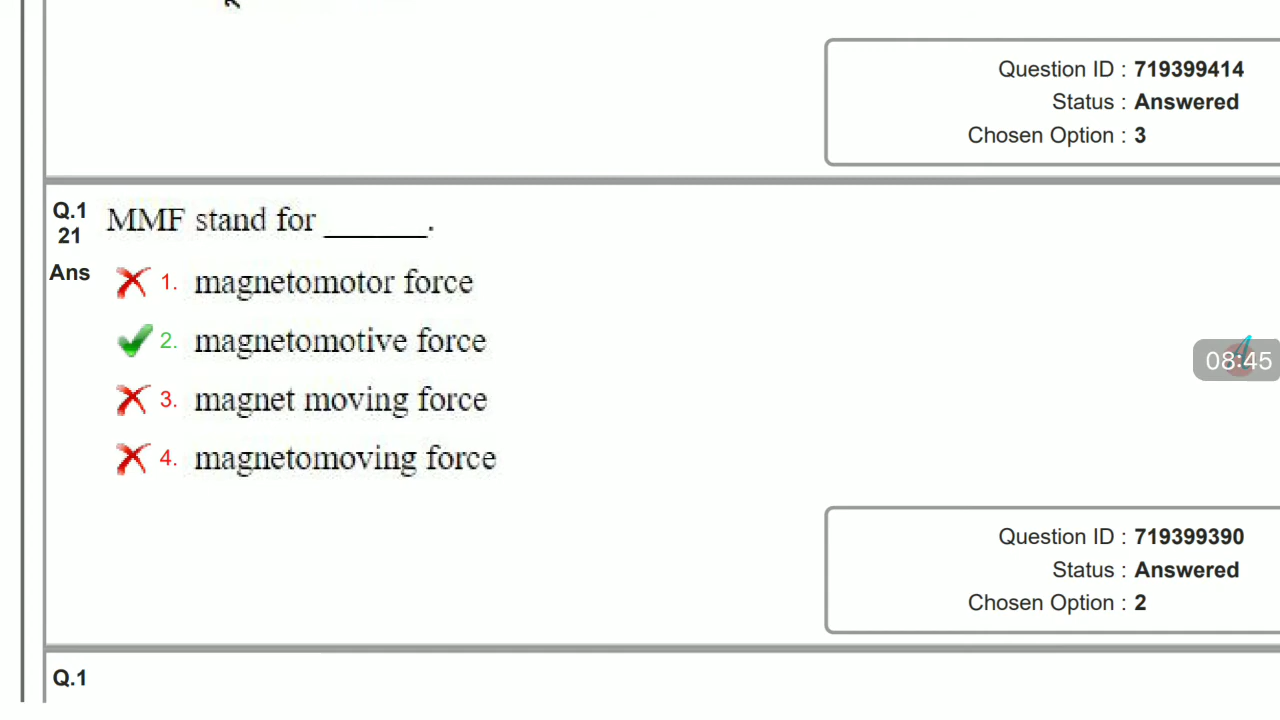 Question ID : 719399414
Status : Answered
Chosen Option : 3
Q.1
21
MMF stand for ______.
Ans
1. magnetomotor force
2. magnetomotive force
3. magnet moving force
4. magnetomoving force
08:45
Question ID : 719399390
Status : Answered
Chosen Option : 2
Q.1